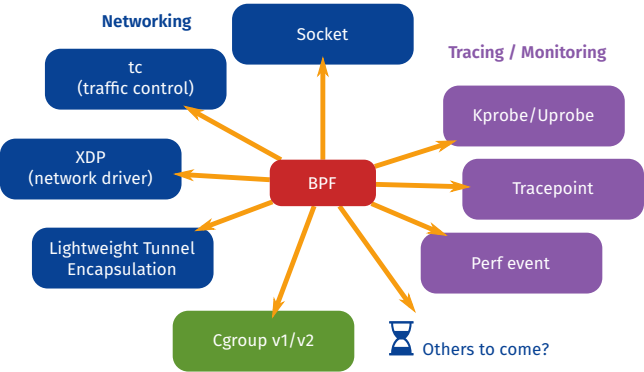 Networking
Socket
Tracing / Monitoring
tc
(traffic control)
Kprobe/Uprobe
XDP
(network driver)
BPF
Tracepoint
Lightweight Tunnel
Encapsulation
Perf event
Cgroup v1/v2
Others to come?